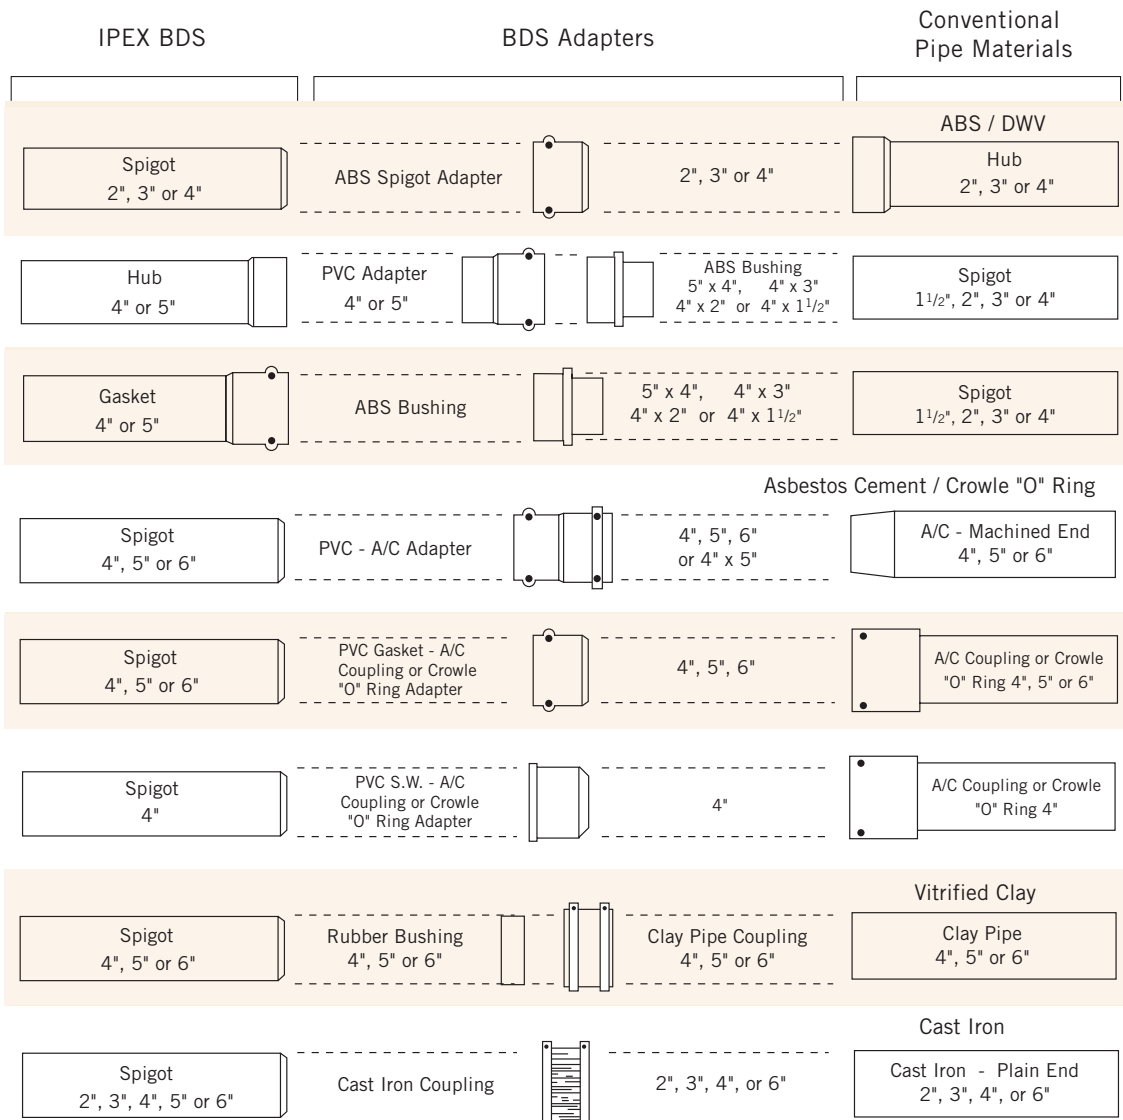 IPEX BDS
BDS Adapters
Conventional
Pipe Materials
ABS / DWV
Spigot
2", 3" or 4"
ABS Spigot Adapter
2", 3" or 4"
Hub
2", 3" or 4"
Hub
4" or 5"
PVC Adapter
4" or 5"
ABS Bushing
5" x 4", 4" x 3"
4" x 2" or 4" x 1 1/2"
Spigot
1 1/2", 2", 3" or 4"
Gasket
4" or 5"
ABS Bushing
5" x 4", 4" x 3"
4" x 2" or 4" x 1 1/2"
Spigot
1 1/2", 2", 3" or 4"
Asbestos Cement / Crowle "O" Ring
Spigot
4", 5" or 6"
PVC - A/C Adapter
4", 5", 6"
or 4" x 5"
A/C - Machined End
4", 5" or 6"
Spigot
4", 5" or 6"
PVC Gasket - A/C
Coupling or Crowle
"O" Ring Adapter
4", 5", 6"
A/C Coupling or Crowle
"O" Ring 4", 5" or 6"
Spigot
4"
PVC S.W. - A/C
Coupling or Crowle
"O" Ring Adapter
4"
A/C Coupling or Crowle
"O" Ring 4"
Vitrified Clay
Spigot
4", 5" or 6"
Rubber Bushing
4", 5" or 6"
Clay Pipe Coupling
4", 5" or 6"
Clay Pipe
4", 5" or 6"
Cast Iron
Spigot
2", 3", 4", 5" or 6"
Cast Iron Coupling
2", 3", 4", or 6"
Cast Iron - Plain End
2", 3", 4", or 6"